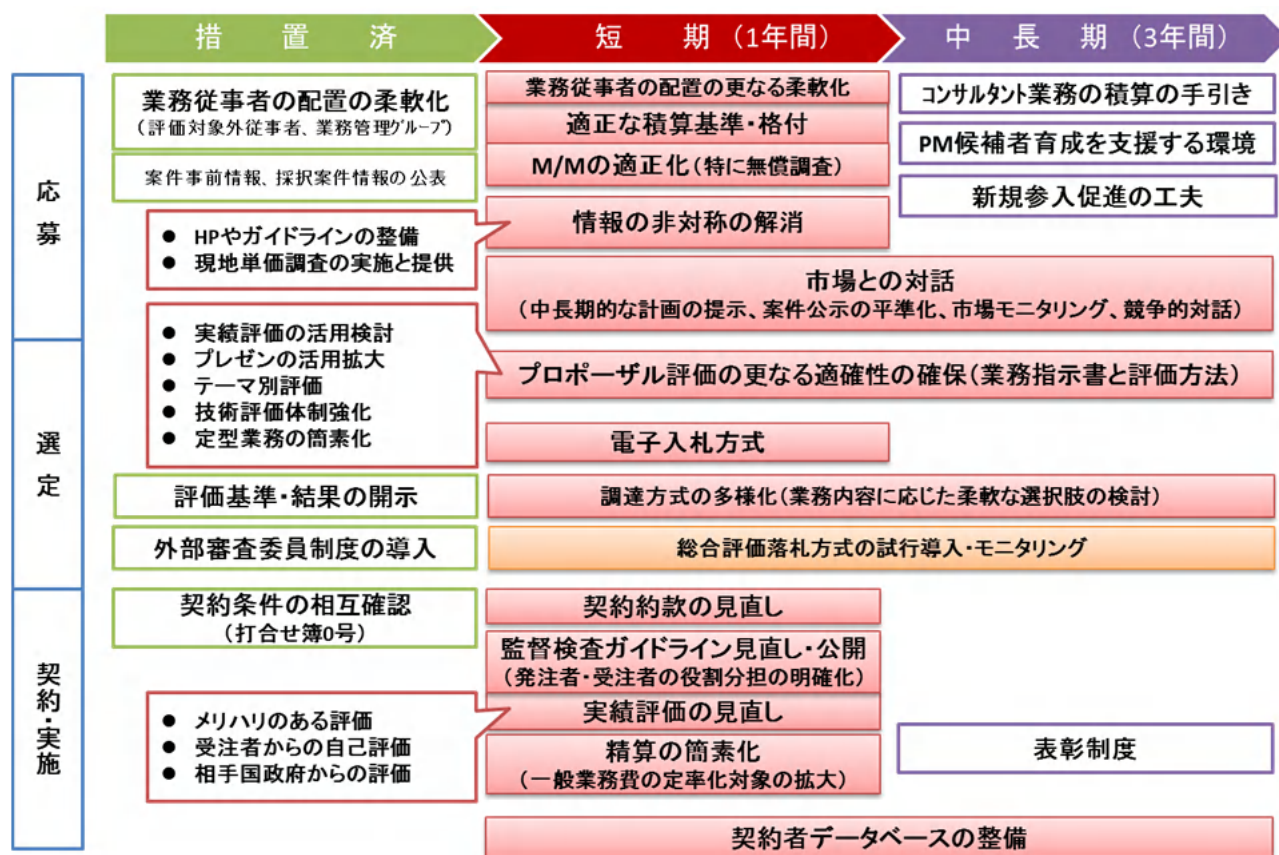 措置済
短期(1年間)
中長期(3年間)
応募
業務従事者の配置の柔軟化
(評価対象外従事者、業務管理グループ)
案件事前情報、採択案件情報の公表
● HPやガイドラインの整備
● 現地単価調査の実施と提供
業務従事者の配置の更なる柔軟化
適正な積算基準・格付
M/Mの適正化(特に無償調査)
情報の非対称の解消
市場との対話
(中長期的な計画の提示、案件公示の平準化、市場モニタリング、競争的対話)
コンサルタント業務の積算の手引き
PM候補者育成を支援する環境
新規参入促進の工夫
選定
● 実績評価の活用検討
● プレゼンの活用拡大
● テーマ別評価
● 技術評価体制強化
● 定型業務の簡素化
プロポーザル評価の更なる適確性の確保(業務指示書と評価方法)
電子入札方式
評価基準・結果の開示
調達方式の多様化(業務内容に応じた柔軟な選択肢の検討)
外部審査委員制度の導入
総合評価落札方式の試行導入・モニタリング
契約・実施
契約条件の相互確認
(打合せ簿0号)
契約約款の見直し
監督検査ガイドライン見直し・公開
(発注者・受注者の役割分担の明確化)
● メリハリのある評価
● 受注者からの自己評価
● 相手国政府からの評価
実績評価の見直し
精算の簡素化
(一般業務費の定率化対象の拡大)
表彰制度
契約者データベースの整備